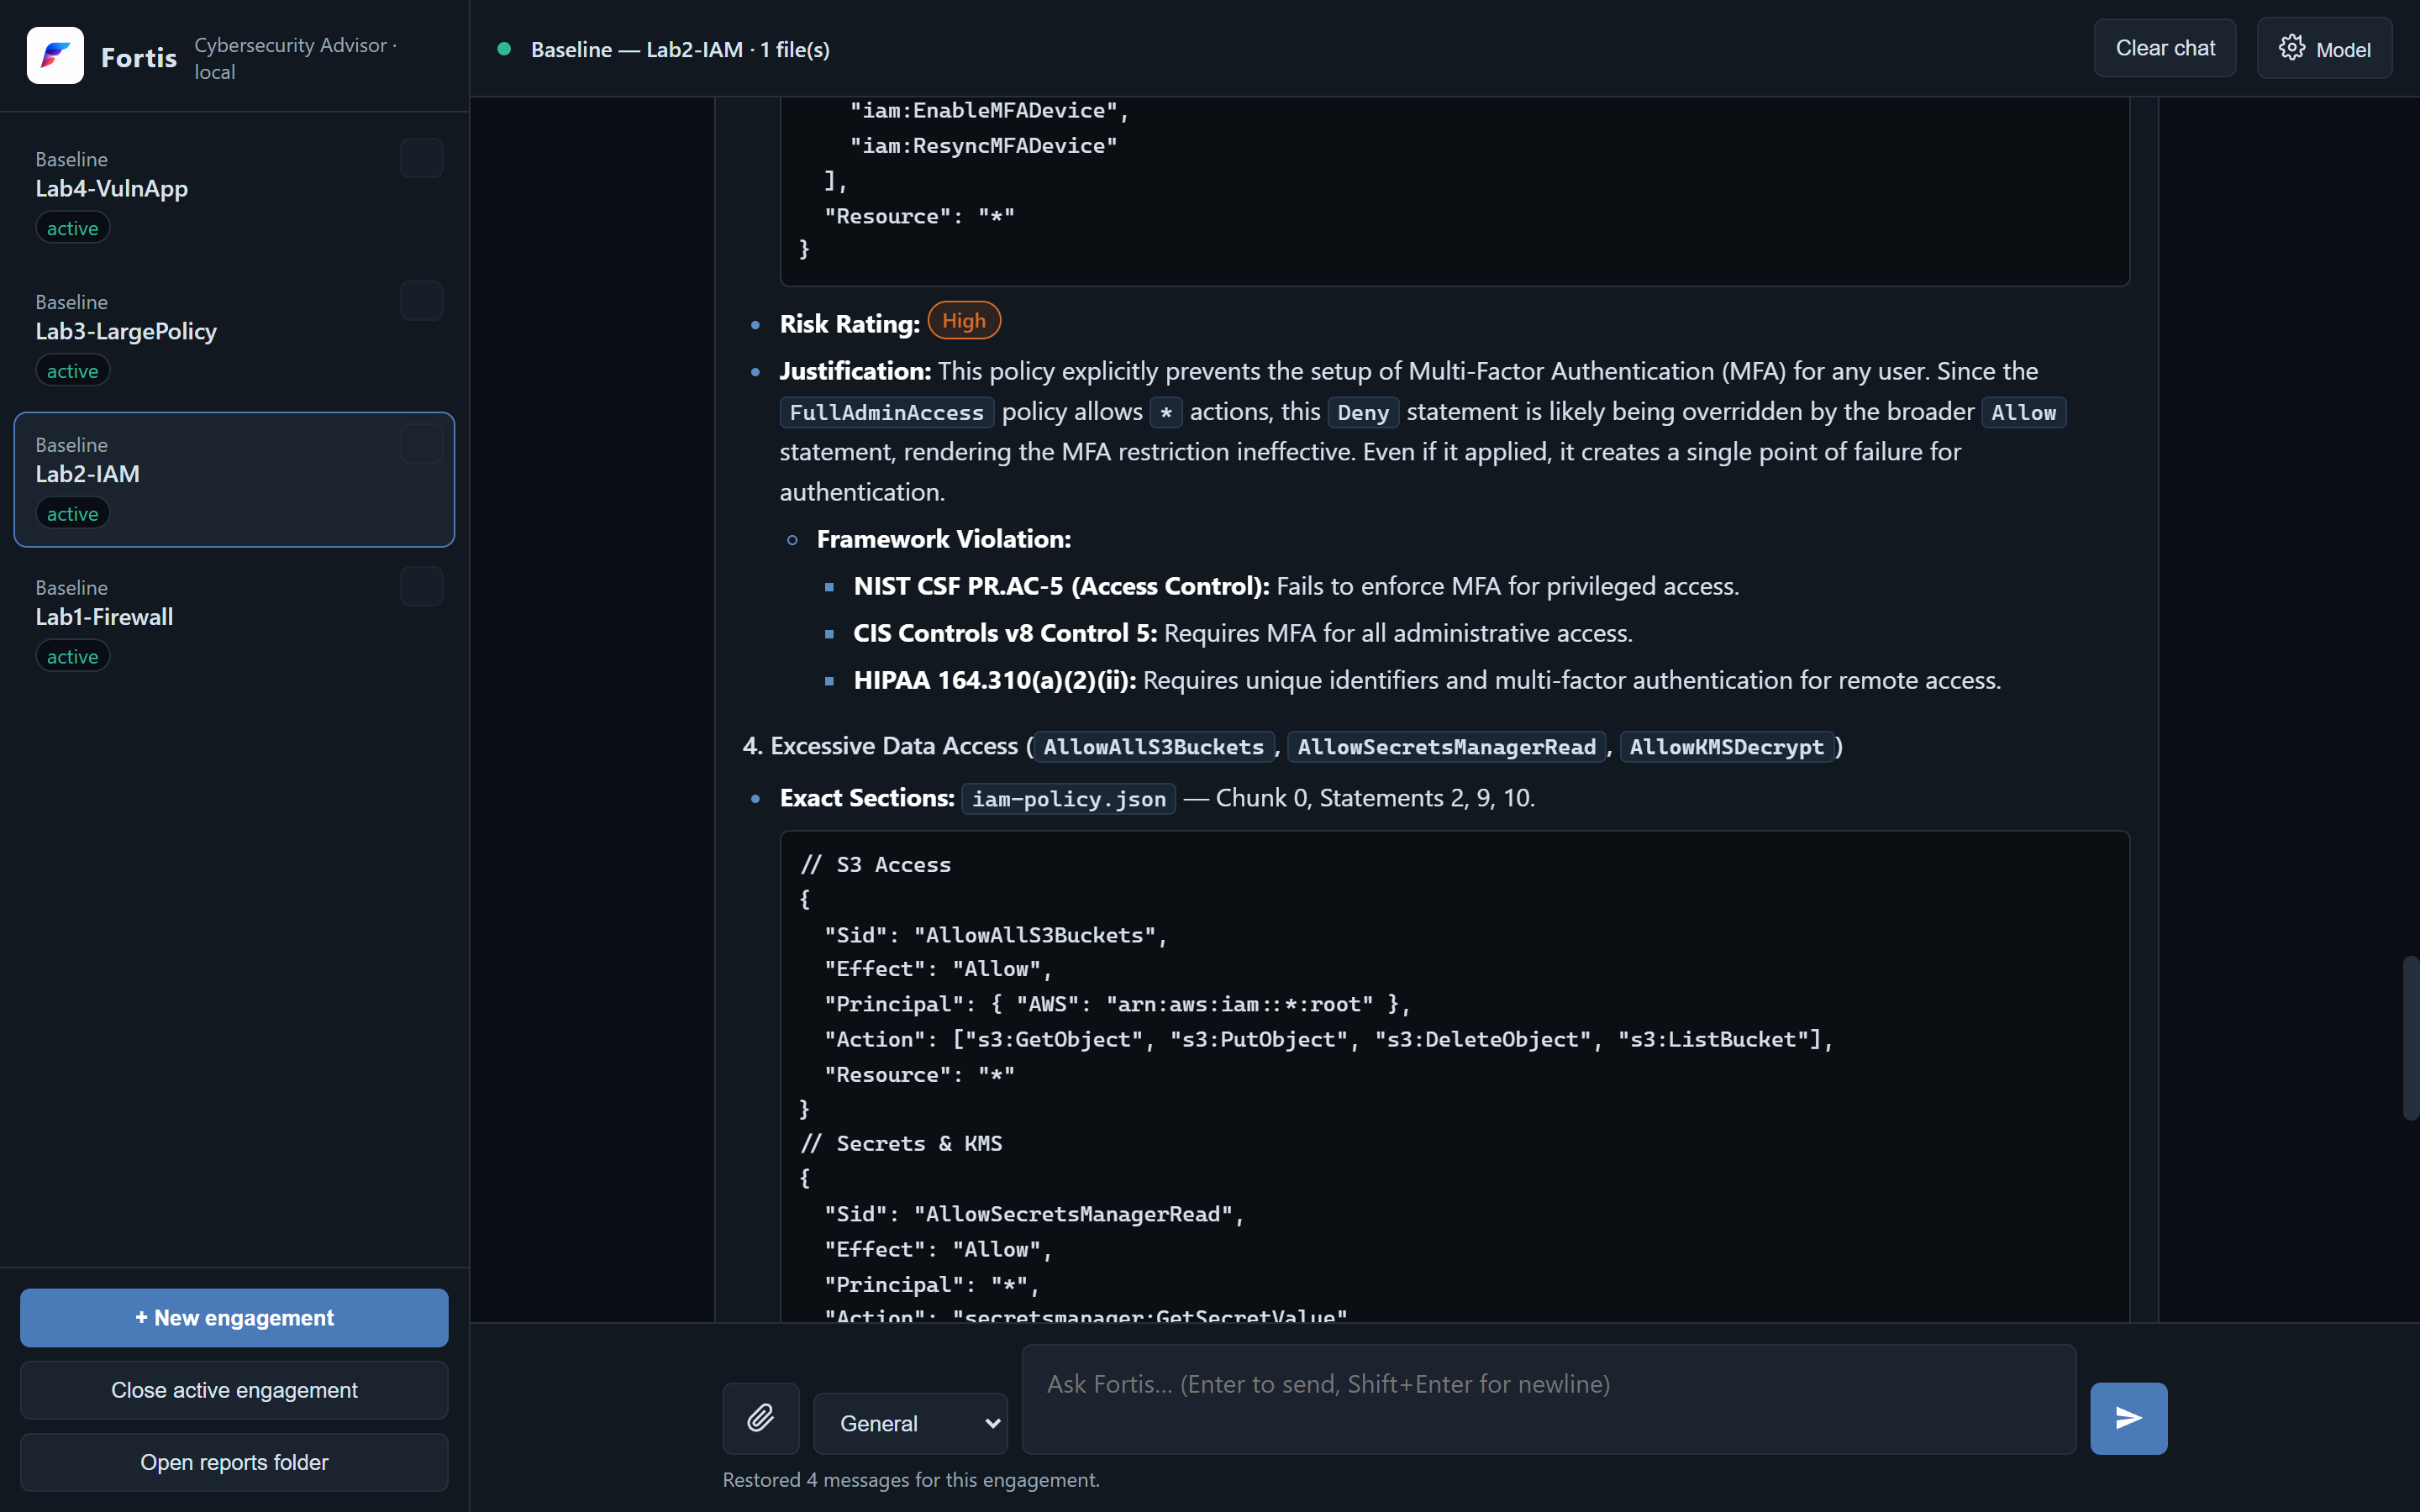 Fortis
Cybersecurity Advisor ·
local
Baseline
Lab4-VulnApp
active
Baseline
Lab3-LargePolicy
active
Baseline
Lab2-IAM
active
Baseline
Lab1-Firewall
active
+ New engagement
Close active engagement
Open reports folder
Baseline — Lab2-IAM · 1 file(s)
Clear chat
Model
"iam:EnableMFADevice",
"iam:ResyncMFADevice"
],
"Resource": "*"
}
Risk Rating: High
Justification: This policy explicitly prevents the setup of Multi-Factor Authentication (MFA) for any user. Since the
FullAdminAccess policy allows * actions, this Deny statement is likely being overridden by the broader Allow
statement, rendering the MFA restriction ineffective. Even if it applied, it creates a single point of failure for
authentication.
Framework Violation:
NIST CSF PR.AC-5 (Access Control): Fails to enforce MFA for privileged access.
CIS Controls v8 Control 5: Requires MFA for all administrative access.
HIPAA 164.310(a)(2)(ii): Requires unique identifiers and multi-factor authentication for remote access.
4. Excessive Data Access (AllowAllS3Buckets, AllowSecretsManagerRead, AllowKMSDecrypt)
Exact Sections: iam-policy.json — Chunk 0, Statements 2, 9, 10.
// S3 Access
{
"Sid": "AllowAllS3Buckets",
"Effect": "Allow",
"Principal": { "AWS": "arn:aws:iam::*:root" },
"Action": ["s3:GetObject", "s3:PutObject", "s3:DeleteObject", "s3:ListBucket"],
"Resource": "*"
}
// Secrets & KMS
{
"Sid": "AllowSecretsManagerRead",
"Effect": "Allow",
"Principal": "*",
"Action": "secretsmanager:GetSecretValue"
General
Ask Fortis... (Enter to send, Shift+Enter for newline)
Restored 4 messages for this engagement.